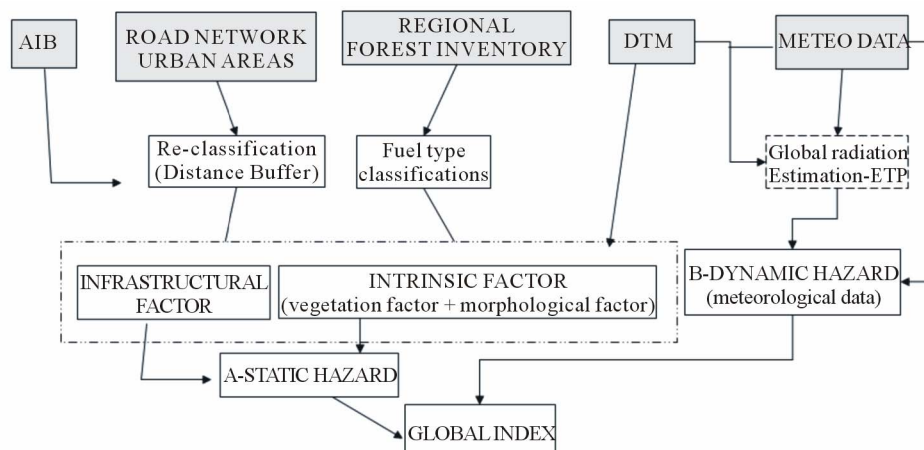 AIB
ROAD NETWORK
URBAN AREAS
REGIONAL
FOREST INVENTORY
DTM
METEO DATA
Re-classification
(Distance Buffer)
Fuel type
classifications
Global radiation
Estimation-ETP
INFRASTRUCTURAL
FACTOR
INTRINSIC FACTOR
(vegetation factor + morphological factor)
B-DYNAMIC HAZARD
(meteorological data)
A-STATIC HAZARD
GLOBAL INDEX